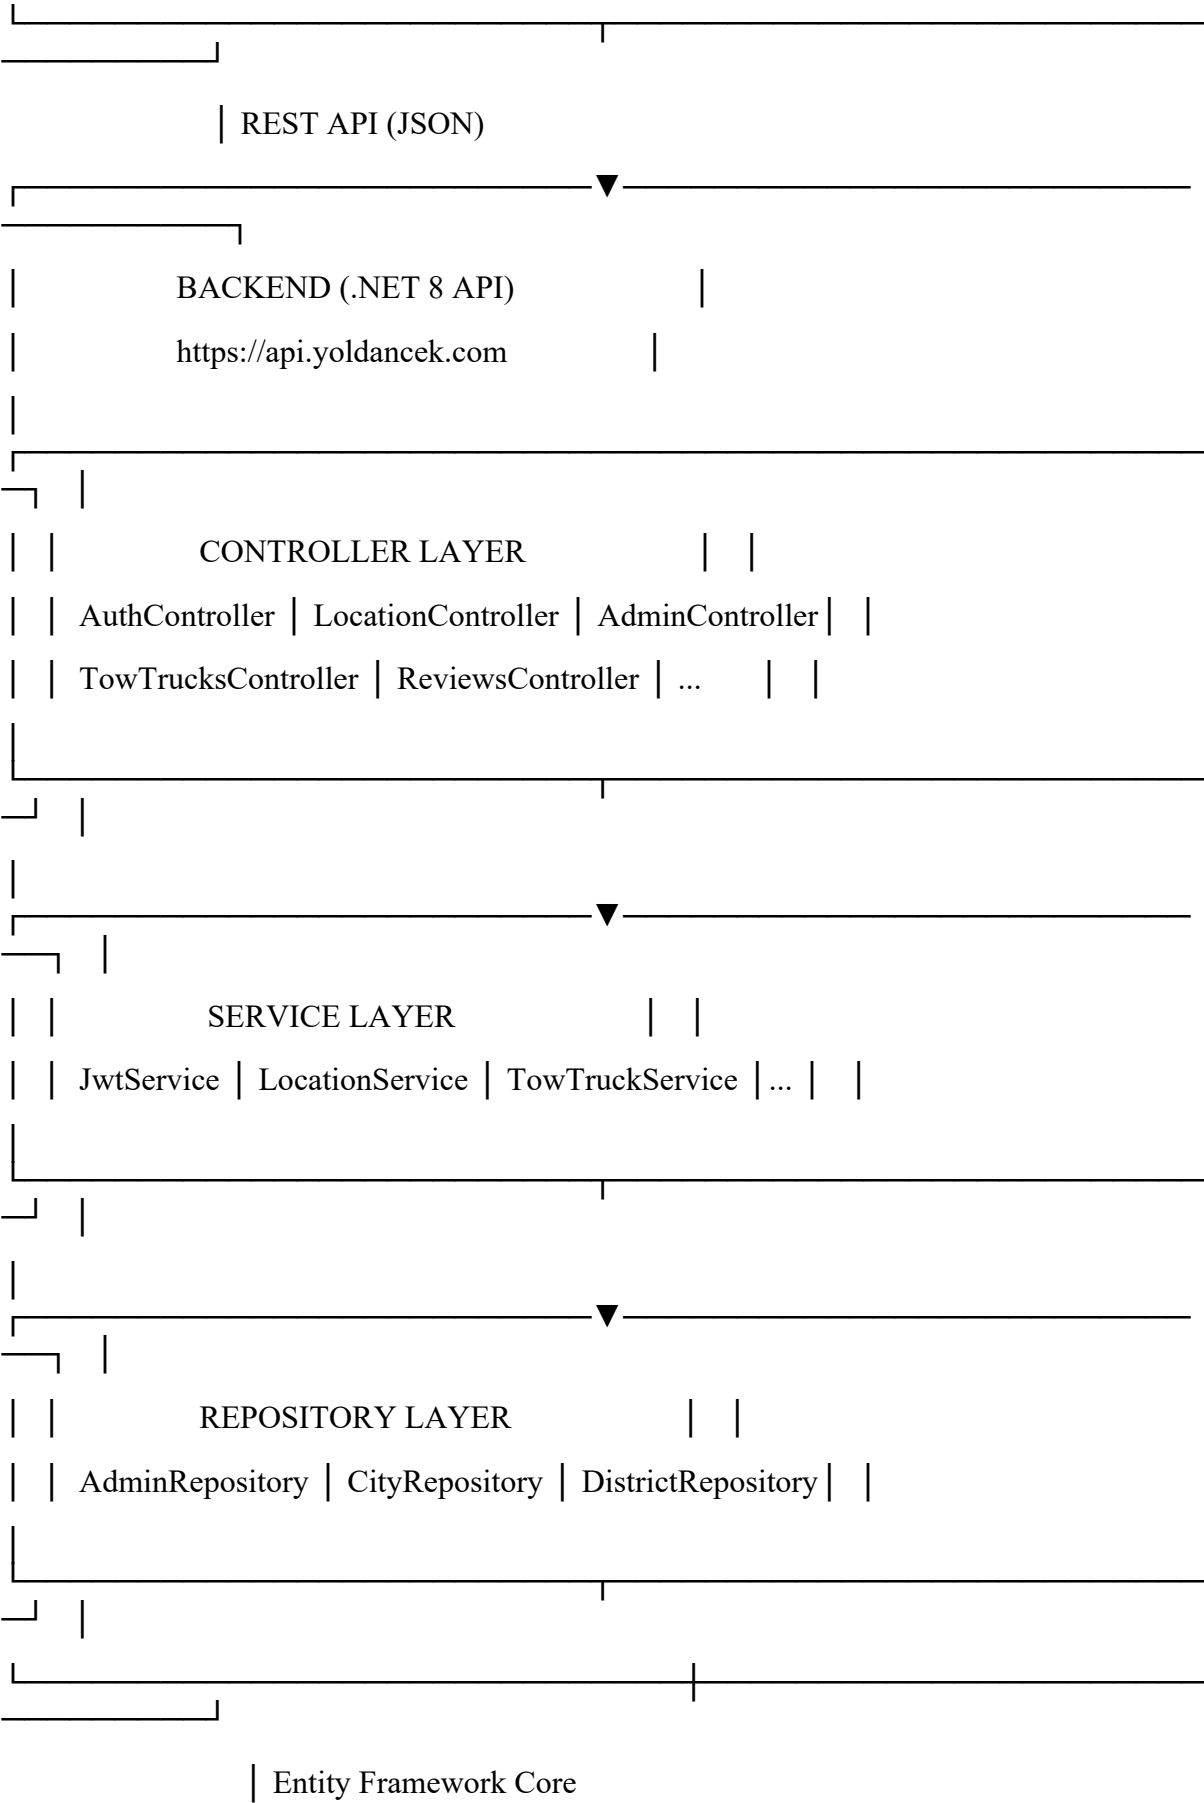 │ REST API (JSON)
▼
│ BACKEND (.NET 8 API) │
│ https://api.yoldancek.com │
│ │ CONTROLLER LAYER │ │
│ │ AuthController │ LocationController │ AdminController│ │
│ │ TowTrucksController │ ReviewsController │ ... │ │
▼
│ │ SERVICE LAYER │ │
│ │ JwtService │ LocationService │ TowTruckService │... │ │
▼
│ │ REPOSITORY LAYER │ │
│ │ AdminRepository │ CityRepository │ DistrictRepository│ │
│ Entity Framework Core